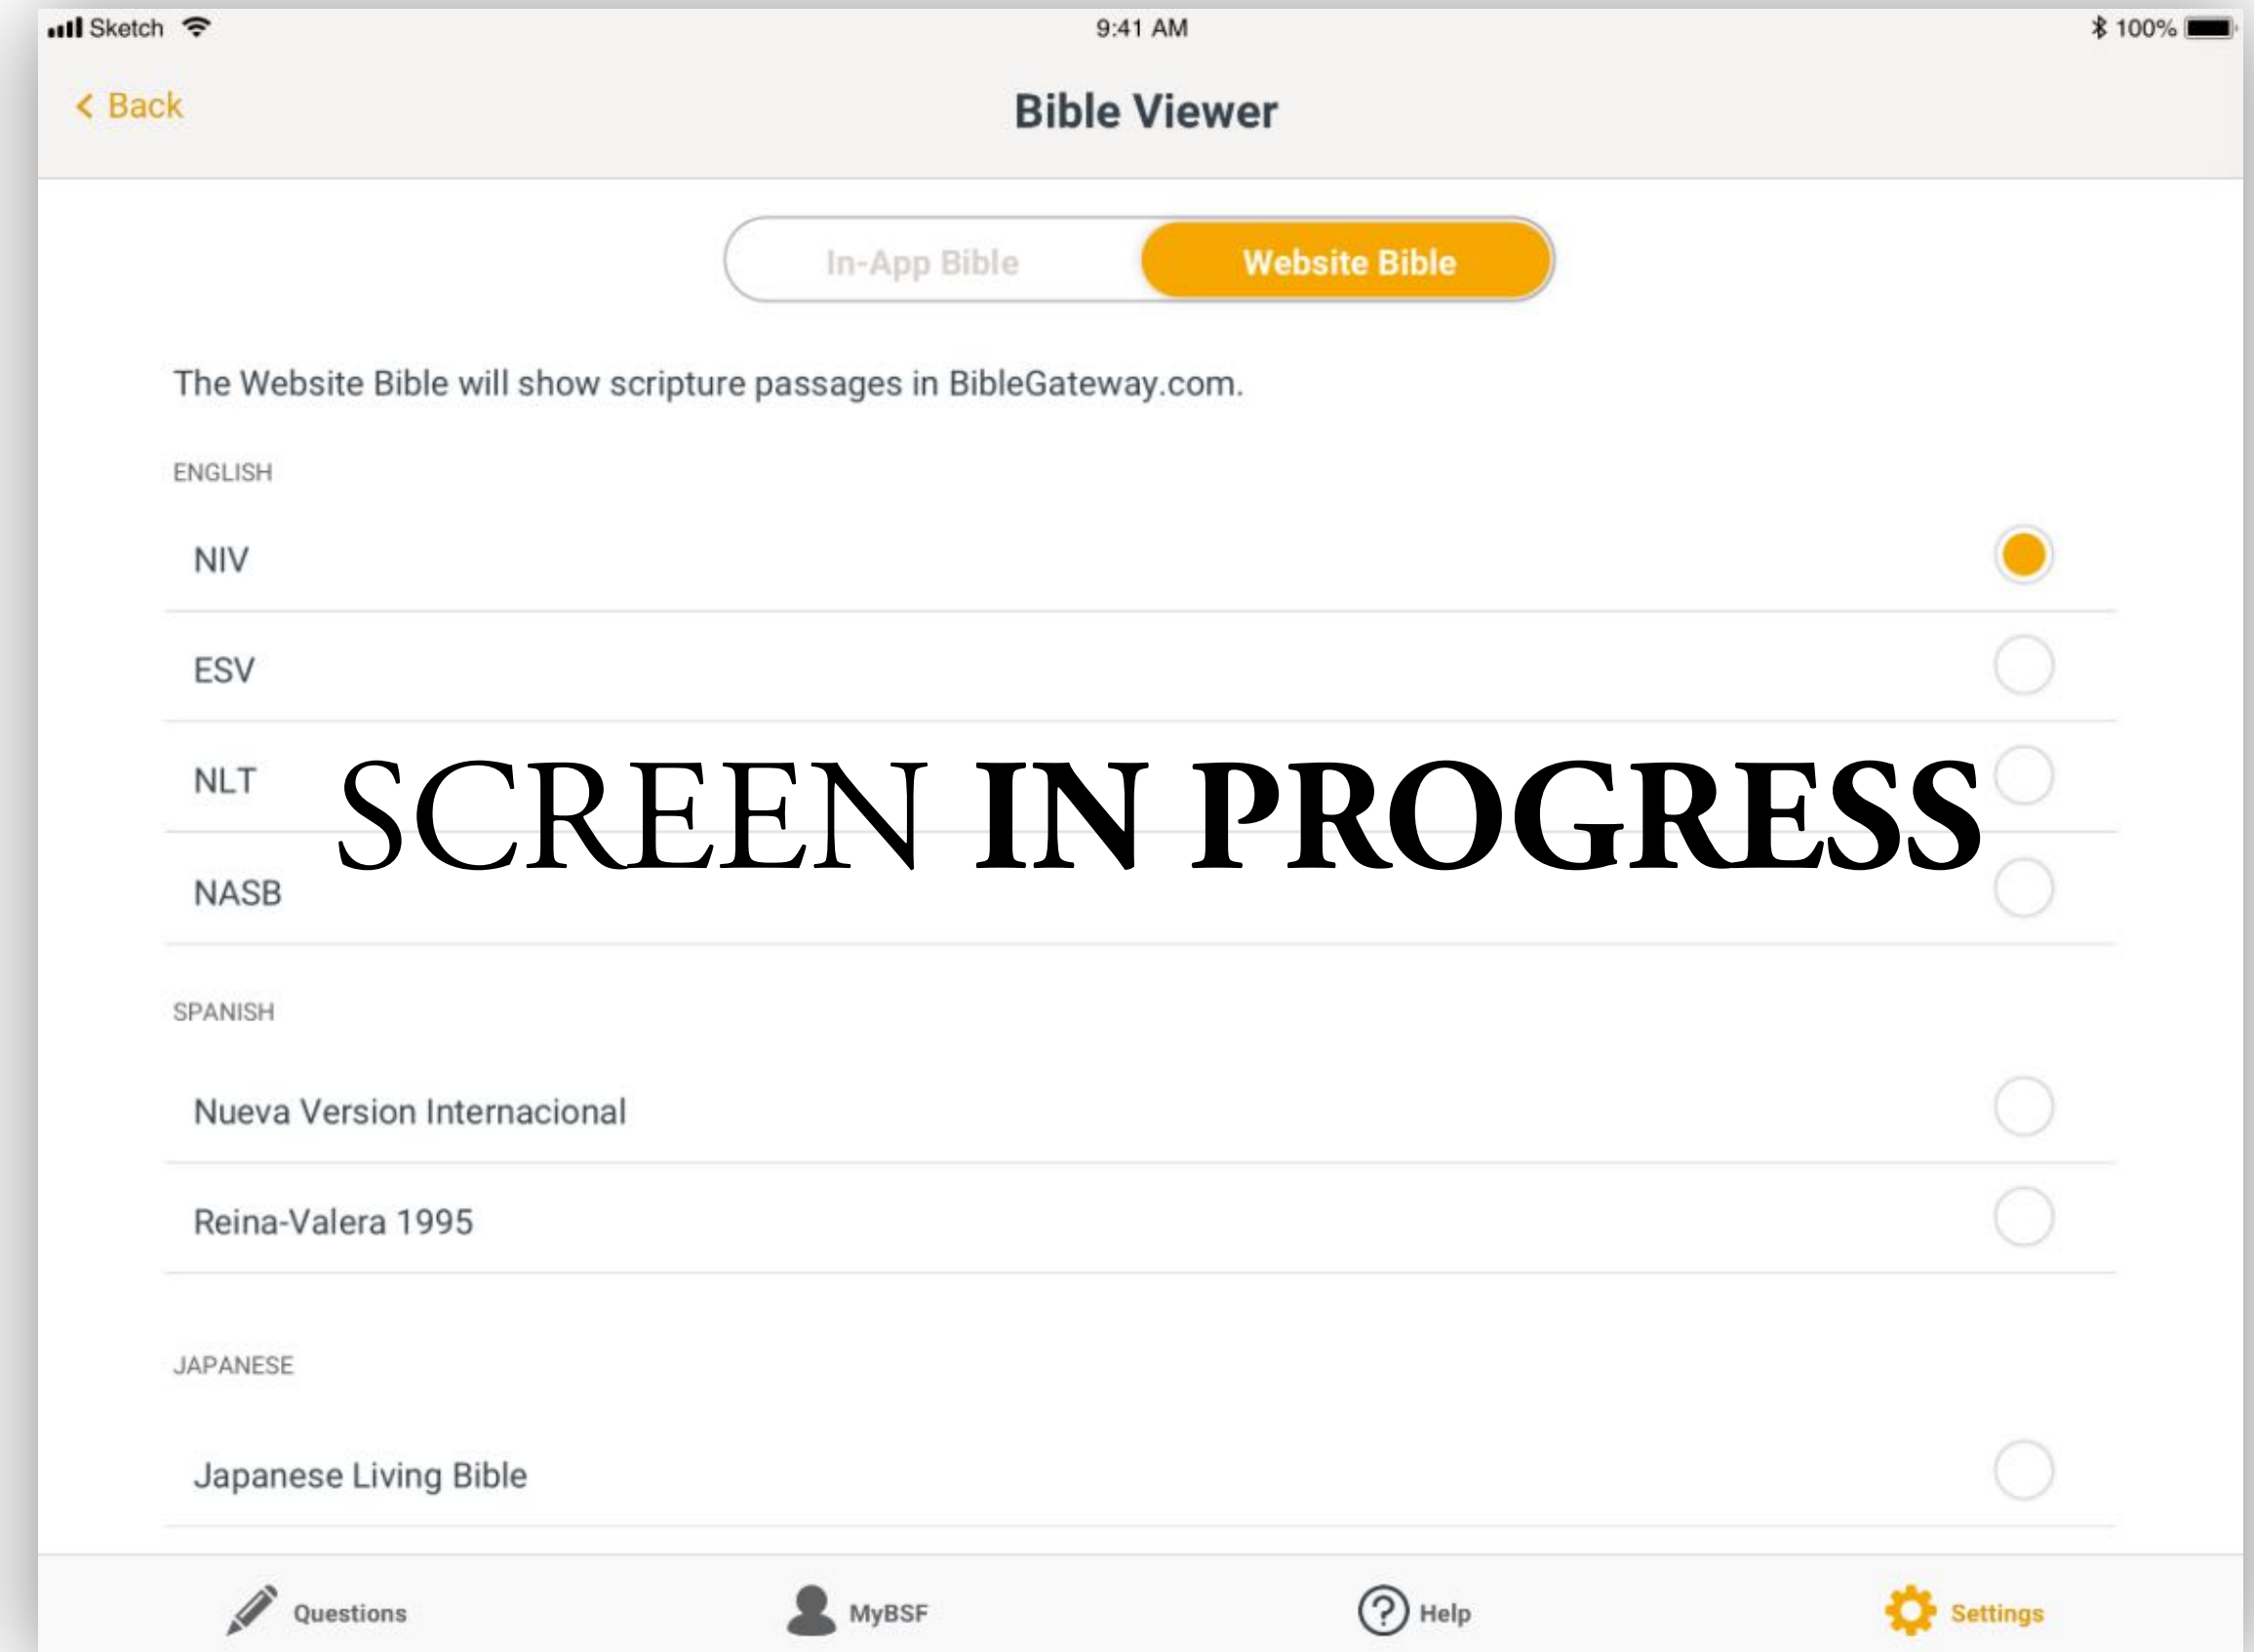 Sketch 9:41 AM 100%
Back Bible Viewer
In-App Bible Website Bible
The Website Bible will show scripture passages in BibleGateway.com.
ENGLISH
NIV
ESV
NLT
SCREEN IN PROGRESS
NASB
SPANISH
Nueva Version Internacional
Reina-Valera 1995
JAPANESE
Japanese Living Bible
Questions MyBSF Help Settings